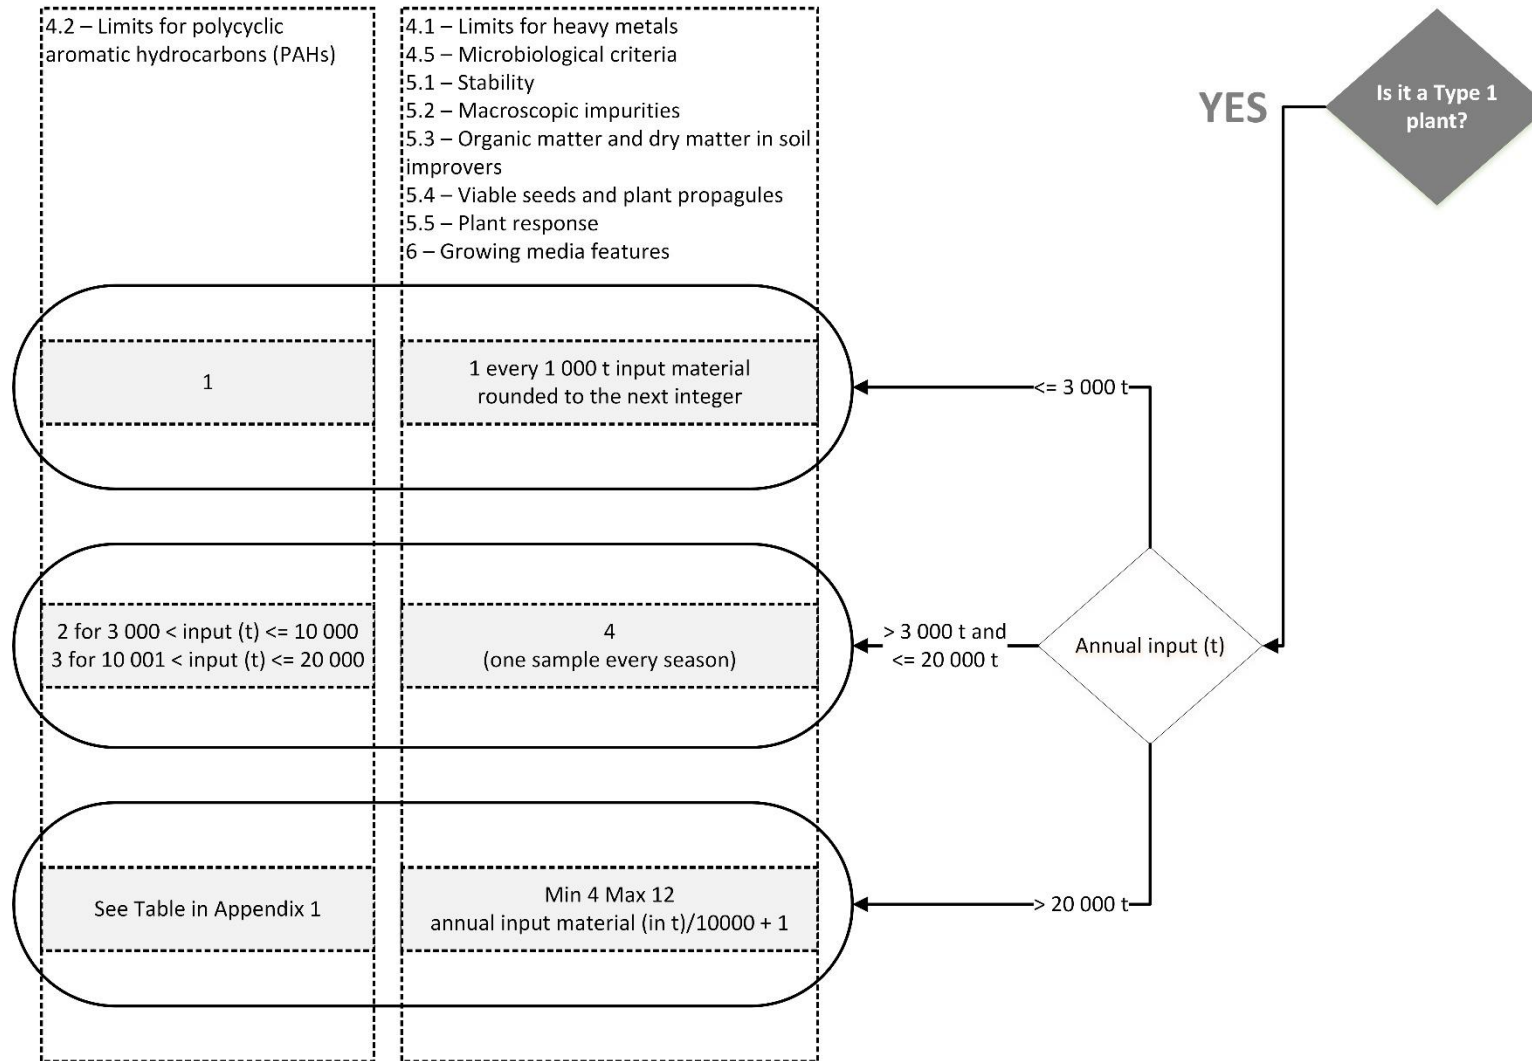 4.2 – Limits for polycyclic
aromatic hydrocarbons (PAHs)
4.1 – Limits for heavy metals
4.5 – Microbiological criteria
5.1 – Stability
5.2 – Macroscopic impurities
5.3 – Organic matter and dry matter in soil
improvers
5.4 – Viable seeds and plant propagules
5.5 – Plant response
6 – Growing media features
YES
Is it a Type 1
plant?
1
1 every 1 000 t input material
rounded to the next integer
<= 3 000 t
2 for 3 000 < input (t) <= 10 000
3 for 10 001 < input (t) <= 20 000
4
(one sample every season)
> 3 000 t and
<= 20 000 t
Annual input (t)
See Table in Appendix 1
Min 4 Max 12
annual input material (in t)/10000 + 1
> 20 000 t